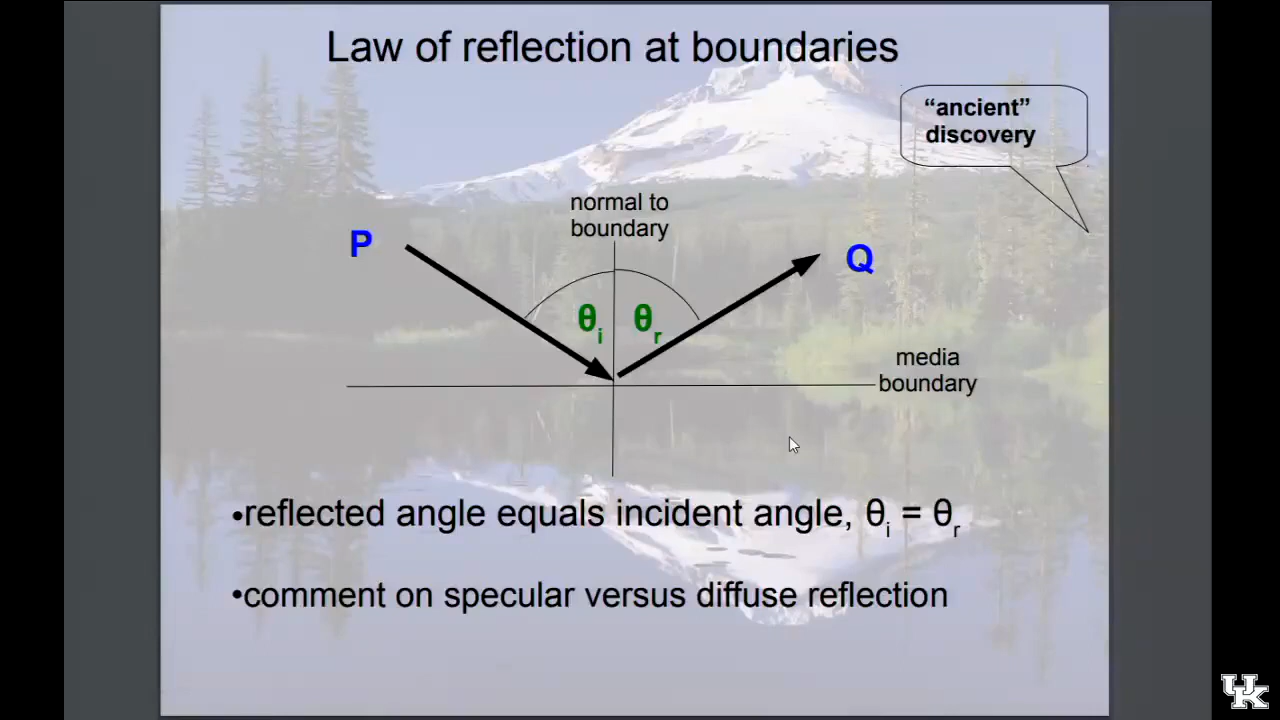 Law of reflection at boundaries
“ancient”
discovery
normal to
boundary
P
Q
θi
θr
media
boundary
•reflected angle equals incident angle, θi = θr
•comment on specular versus diffuse reflection
UK